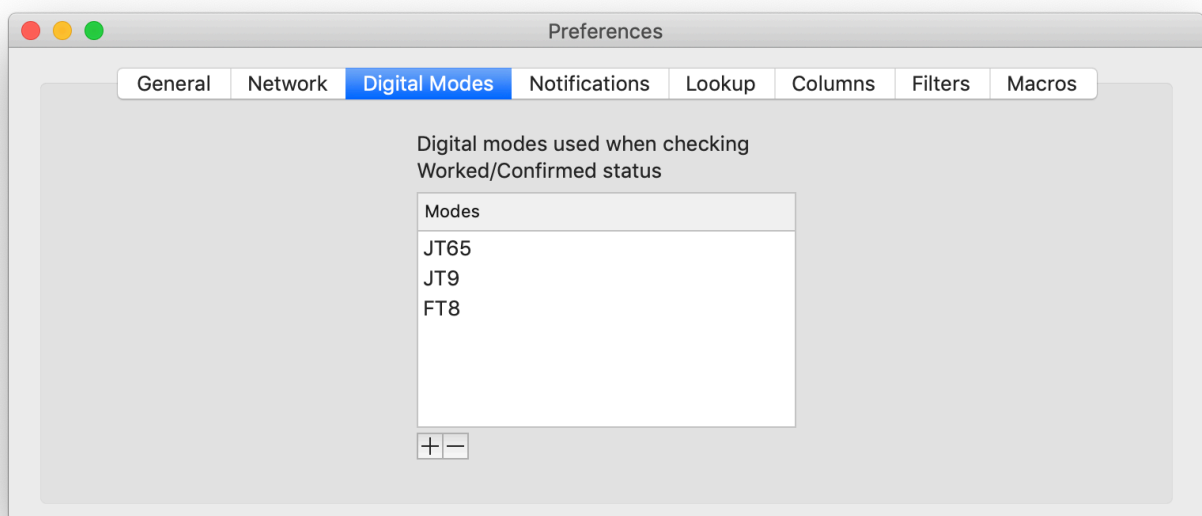 Preferences
General Network Digital Modes Notifications Lookup Columns Filters Macros
Digital modes used when checking
Worked/Confirmed status
Modes
JT65
JT9
FT8